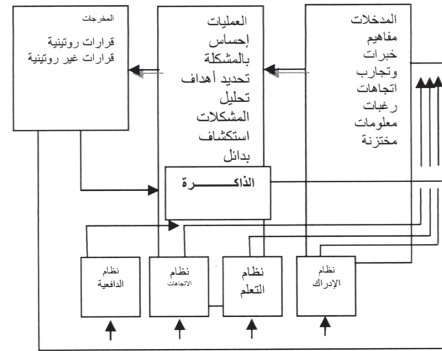 المدخلات
مفاهيم
خبرات
وتجارب
اتجاهات
رغبات
معلومات
مختزنة
العمليات
إحساس
بالمشكلة
تحديد أهداف
تحليل
المشكلات
استكشاف
بدائل
الذاكـــــــرة
المخرجات
قرارات روتينية
قرارات غير روتينية
نظام
الإدراك
نظام
التعلم
نظام
الاتجاهات
نظام
الدافعية